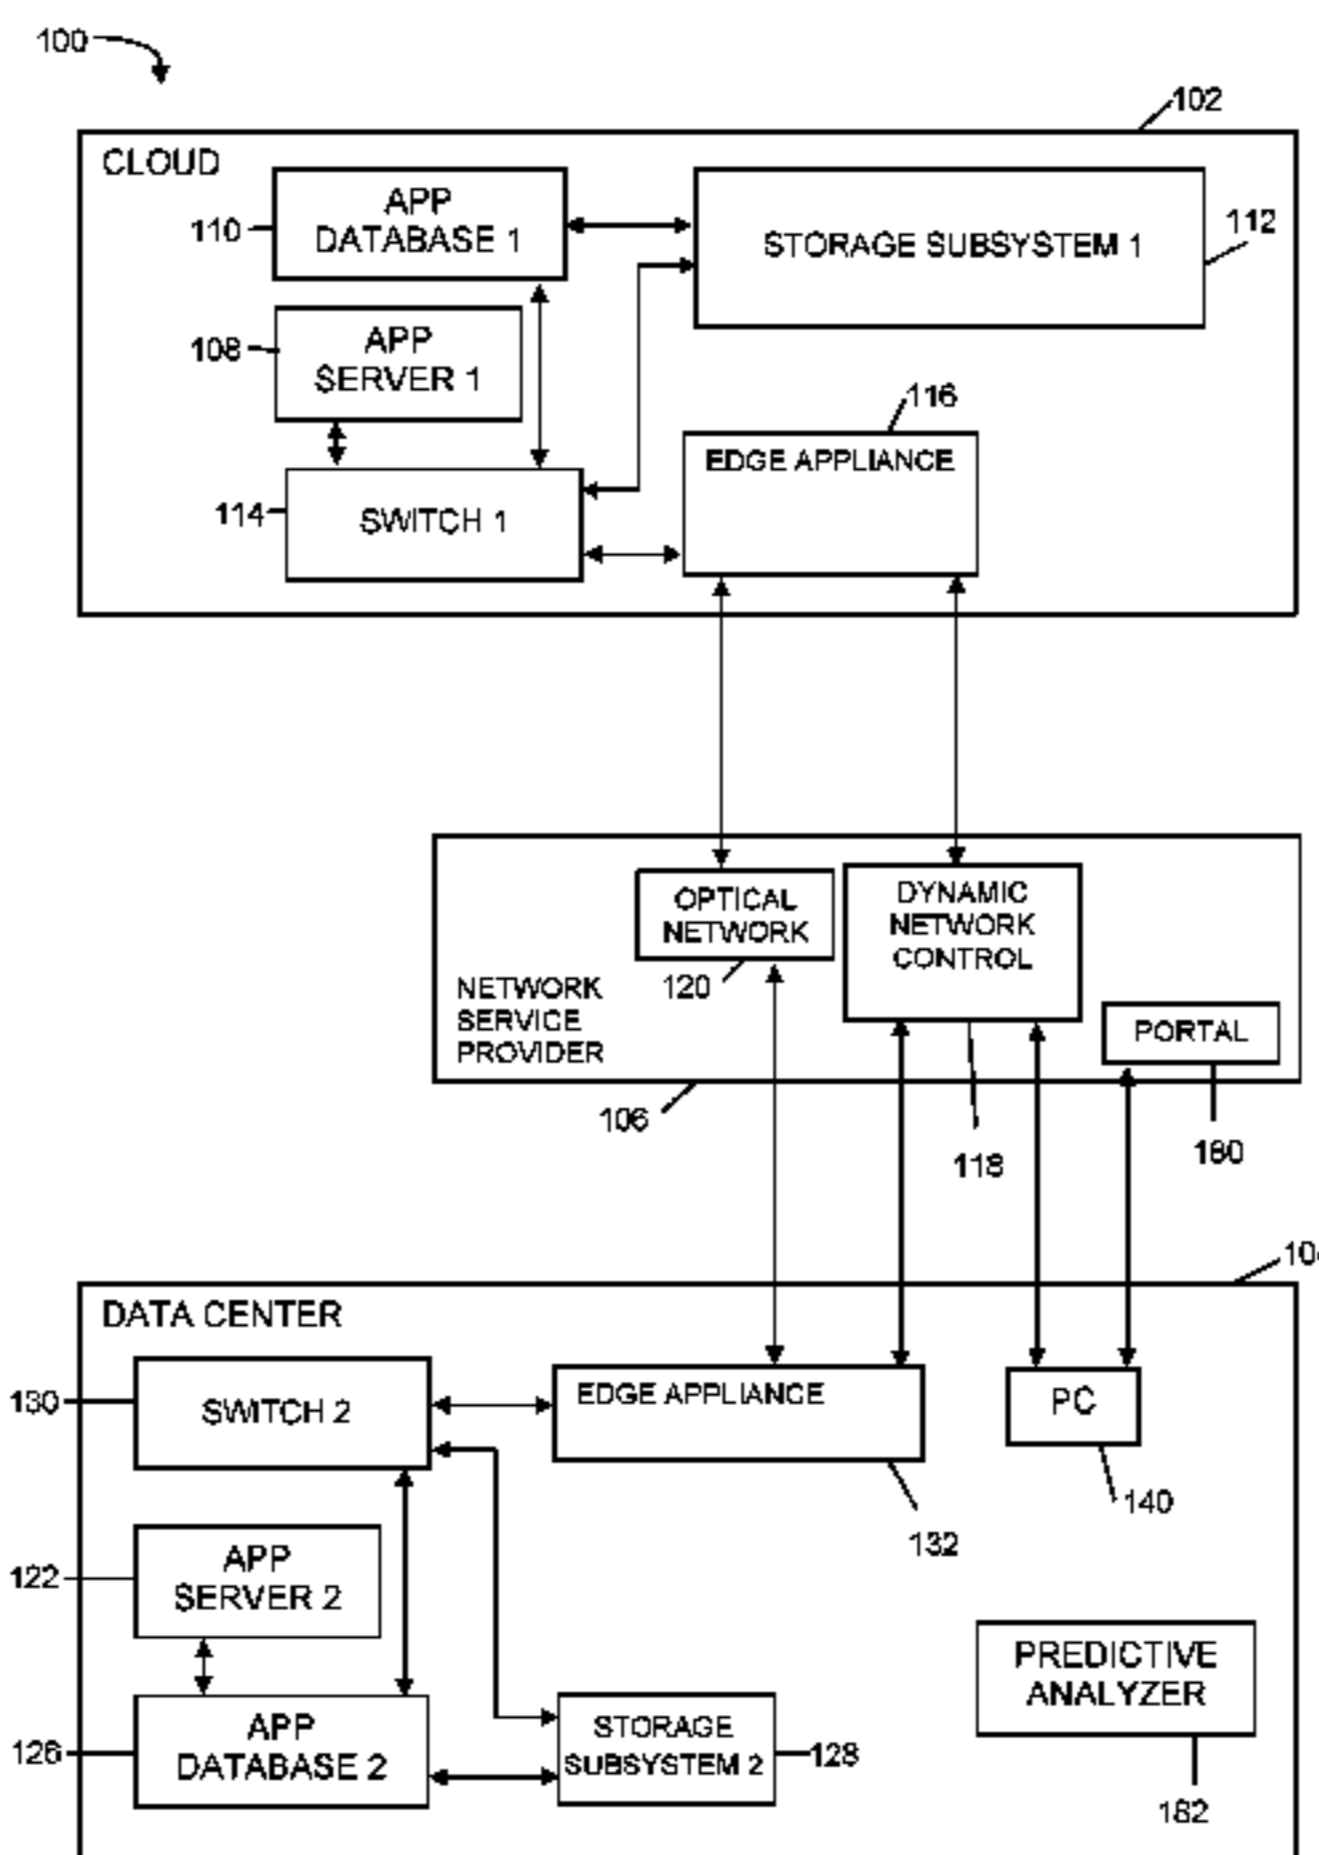 100
102
CLOUD
APP
DATABASE 1
110
STORAGE SUBSYSTEM 1
112
APP
SERVER 1
108
116
EDGE APPLIANCE
114
SWITCH 1
OPTICAL
NETWORK
120
DYNAMIC
NETWORK
CONTROL
NETWORK
SERVICE
PROVIDER
PORTAL
106
118
180
10
DATA CENTER
130
SWITCH 2
EDGE APPLIANCE
PC
140
132
122
APP
SERVER 2
PREDICTIVE
ANALYZER
126
APP
DATABASE 2
STORAGE
SUBSYSTEM 2
128
182